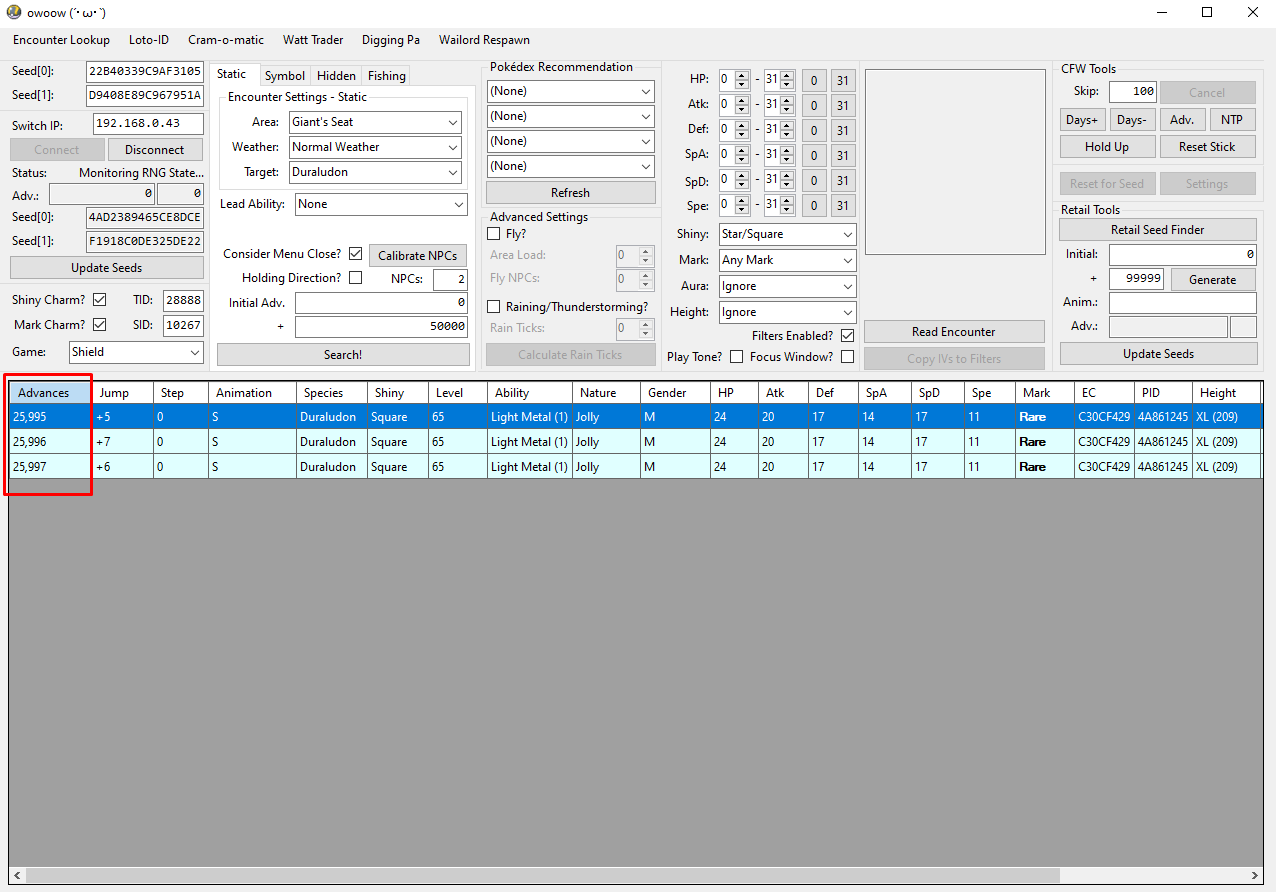 owoow (´･ω･`)
Encounter Lookup Loto-ID Cram-o-matic Watt Trader Digging Pa Wailord Respawn
Seed[0]: 22B40339C9AF3105
Seed[1]: D9408E89C967951A
Switch IP: 192.168.0.43
Connect Disconnect
Status: Monitoring RNG State...
Adv.: 0 0
Seed[0]: 4AD2389465CE8DCE
Seed[1]: F1918C0DE325DE22
Update Seeds
Shiny Charm? TID: 28888
Mark Charm? SID: 10267
Game: Shield
Static Symbol Hidden Fishing
Encounter Settings - Static
Area: Giant's Seat
Weather: Normal Weather
Target: Duraludon
Lead Ability: None
Consider Menu Close? Calibrate NPCs
Holding Direction? NPCs: 2
Initial Adv. 0
+ 50000
Search!
Pokédex Recommendation
(None)
(None)
(None)
(None)
Refresh
Advanced Settings
Fly?
Area Load: 0
Fly NPCs: 0
Raining/Thunderstorming?
Rain Ticks: 0
Calculate Rain Ticks
HP: 0 - 31 0 31
Atk: 0 - 31 0 31
Def: 0 - 31 0 31
SpA: 0 - 31 0 31
SpD: 0 - 31 0 31
Spe: 0 - 31 0 31
Shiny: Star/Square
Mark: Any Mark
Aura: Ignore
Height: Ignore
Filters Enabled?
Play Tone? Focus Window?
Read Encounter
Copy IVs to Filters
CFW Tools
Skip: 100 Cancel
Days+ Days- Adv. NTP
Hold Up Reset Stick
Reset for Seed Settings
Retail Tools
Retail Seed Finder
Initial: 0
+ 99999 Generate
Anim.:
Adv.:
Update Seeds
Advances Jump Step Animation Species Shiny Level Ability Nature Gender HP Atk Def SpA SpD Spe Mark EC PID Height
25,995 +5 0 S Duraludon Square 65 Light Metal (1) Jolly M 24 20 17 14 17 11 Rare C30CF429 4A861245 XL (209)
25,996 +7 0 S Duraludon Square 65 Light Metal (1) Jolly M 24 20 17 14 17 11 Rare C30CF429 4A861245 XL (209)
25,997 +6 0 S Duraludon Square 65 Light Metal (1) Jolly M 24 20 17 14 17 11 Rare C30CF429 4A861245 XL (209)